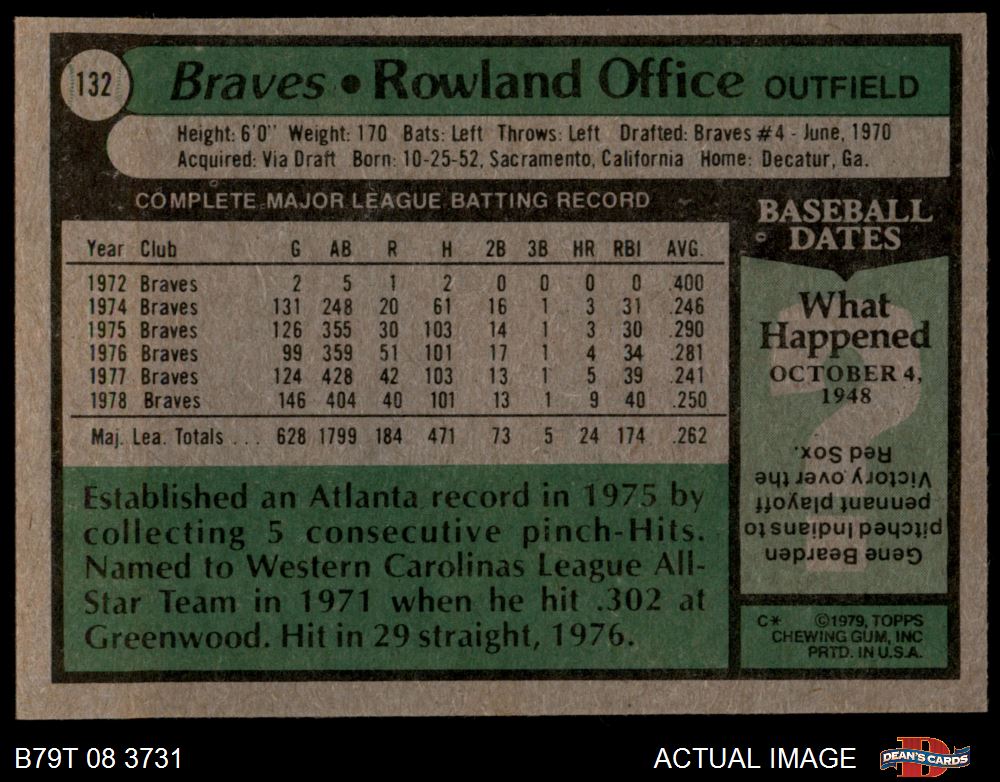 132
Braves • Rowland Office OUTFIELD
Height: 6'0" Weight: 170 Bats: Left Throws: Left Drafted: Braves #4 - June, 1970
Acquired: Via Draft Born: 10-25-52, Sacramento, California Home: Decatur, Ga.
COMPLETE MAJOR LEAGUE BATTING RECORD
Year Club G AB R H 2B 3B HR RBI AVG.
1972 Braves 2 5 1 2 0 0 0 0 .400
1974 Braves 131 248 20 61 16 1 3 31 .246
1975 Braves 126 355 30 103 14 1 3 30 .290
1976 Braves 99 359 51 101 17 1 4 34 .281
1977 Braves 124 428 42 103 13 1 5 39 .241
1978 Braves 146 404 40 101 13 1 9 40 .250
Maj. Lea. Totals . . . 628 1799 184 471 73 5 24 174 .262
Established an Atlanta record in 1975 by
collecting 5 consecutive pinch-Hits.
Named to Western Carolinas League All-
Star Team in 1971 when he hit .302 at
Greenwood. Hit in 29 straight, 1976.
BASEBALL
DATES
What
Happened
OCTOBER 4,
1948
?
Gene Bearden
pitched Indians to
pennant playoff
Victory over the
Red Sox.
C* ©1979, TOPPS
CHEWING GUM, INC
PRTD. IN U.S.A.
B79T 08 3731
ACTUAL IMAGE
D
DEAN'S CARDS